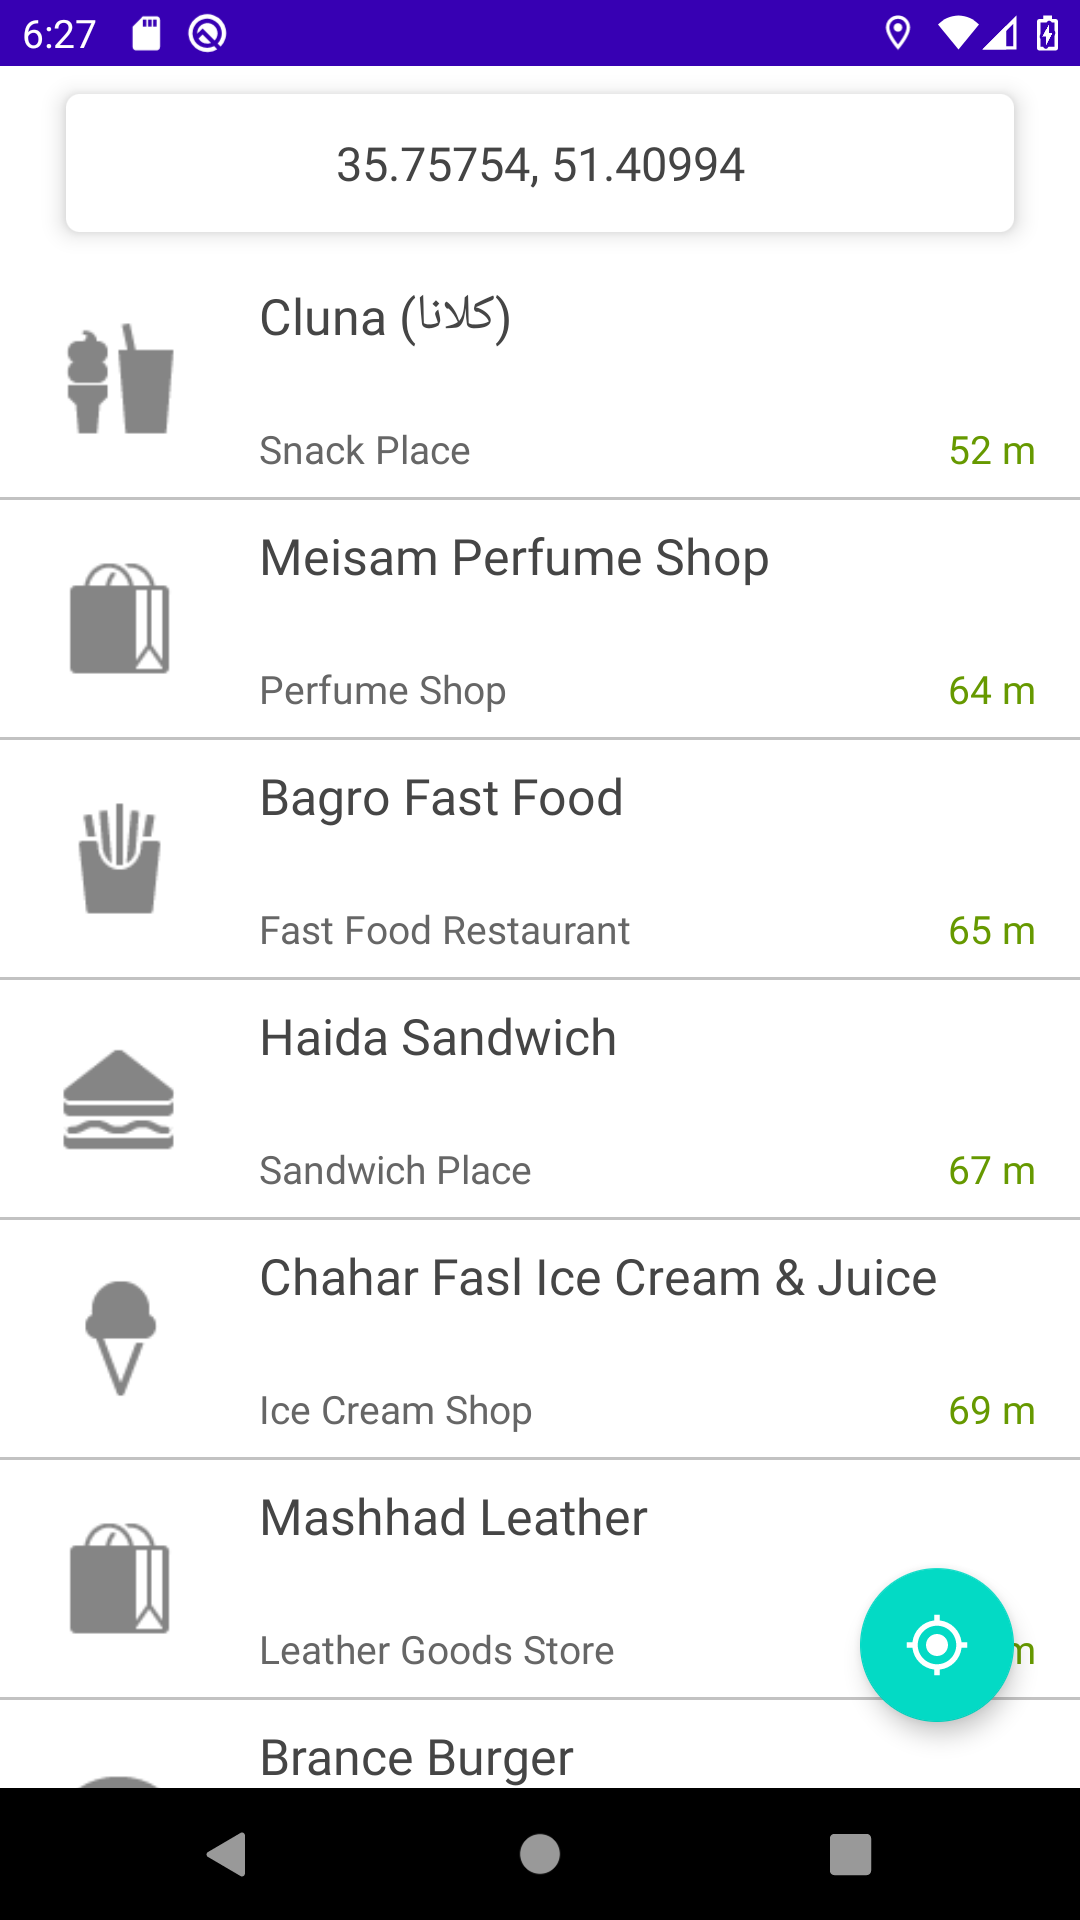 6:27
35.75754, 51.40994
Cluna (کلانا)
Snack Place 52 m
Meisam Perfume Shop
Perfume Shop 64 m
Bagro Fast Food
Fast Food Restaurant 65 m
Haida Sandwich
Sandwich Place 67 m
Chahar Fasl Ice Cream & Juice
Ice Cream Shop 69 m
Mashhad Leather
Leather Goods Store m
Brance Burger